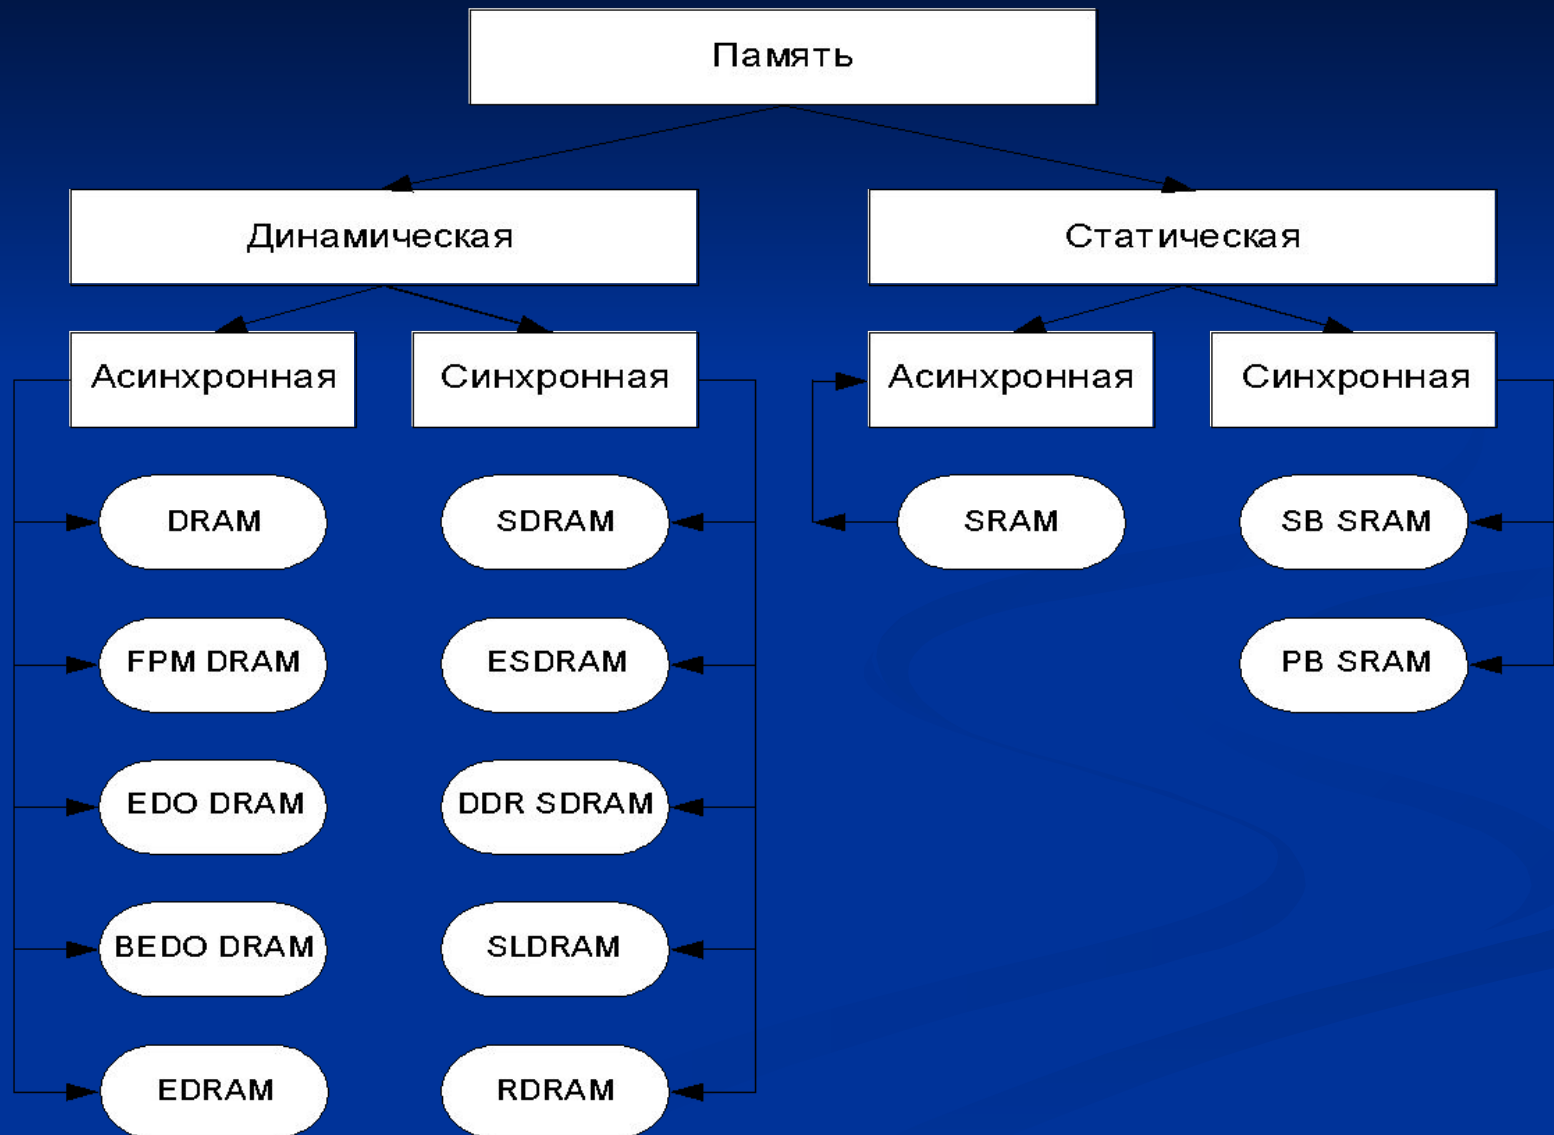 Память
Динамическая
Статическая
Асинхронная
Синхронная
Асинхронная
Синхронная
DRAM
SDRAM
SRAM
SB SRAM
FPM DRAM
ESDRAM
PB SRAM
EDO DRAM
DDR SDRAM
BEDO DRAM
SLDRAM
EDRAM
RDRAM